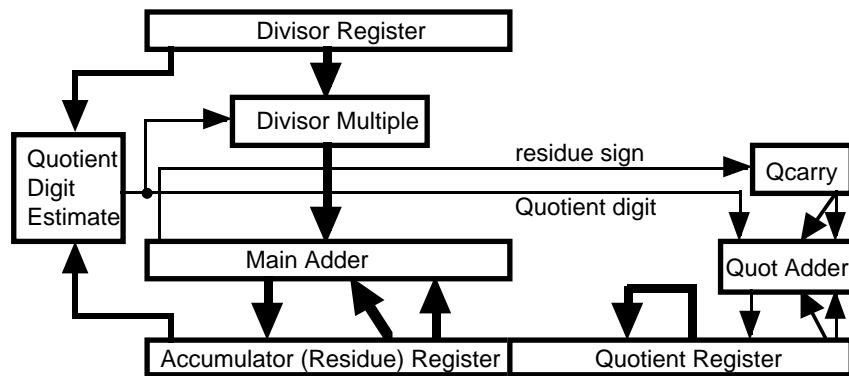 Divisor Register
Divisor Multiple
Quotient
Digit
Estimate
residue sign
Qcarry
Quotient digit
Main Adder
Quot Adder
Accumulator (Residue) Register
Quotient Register